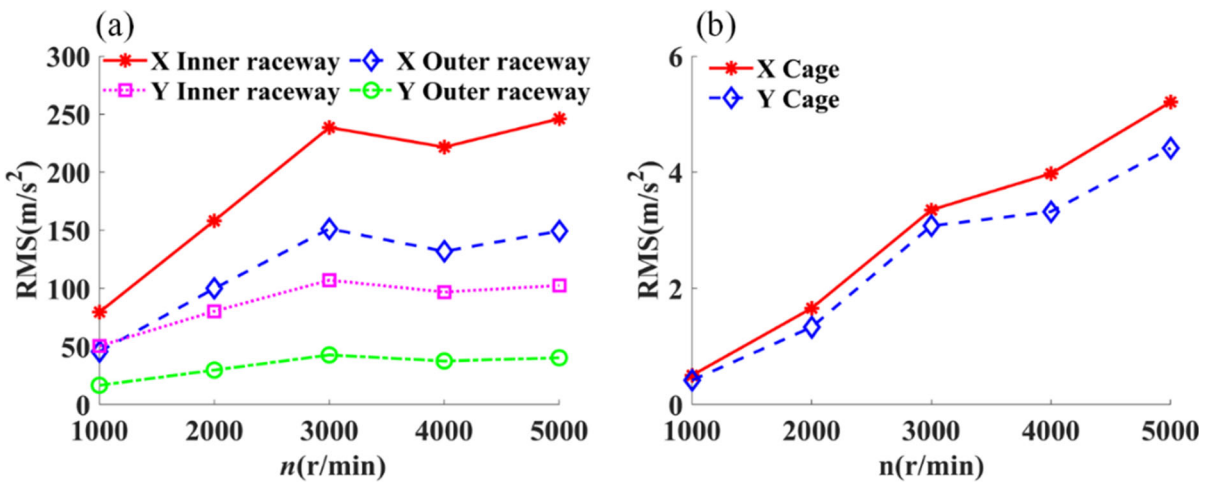 (a)
300
250
200
150
100
50
0
RMS(m/s²)
X Inner raceway
X Outer raceway
Y Inner raceway
Y Outer raceway
1000
2000
3000
4000
5000
n(r/min)
(b)
6
4
2
0
RMS(m/s²)
X Cage
Y Cage
1000
2000
3000
4000
5000
n(r/min)